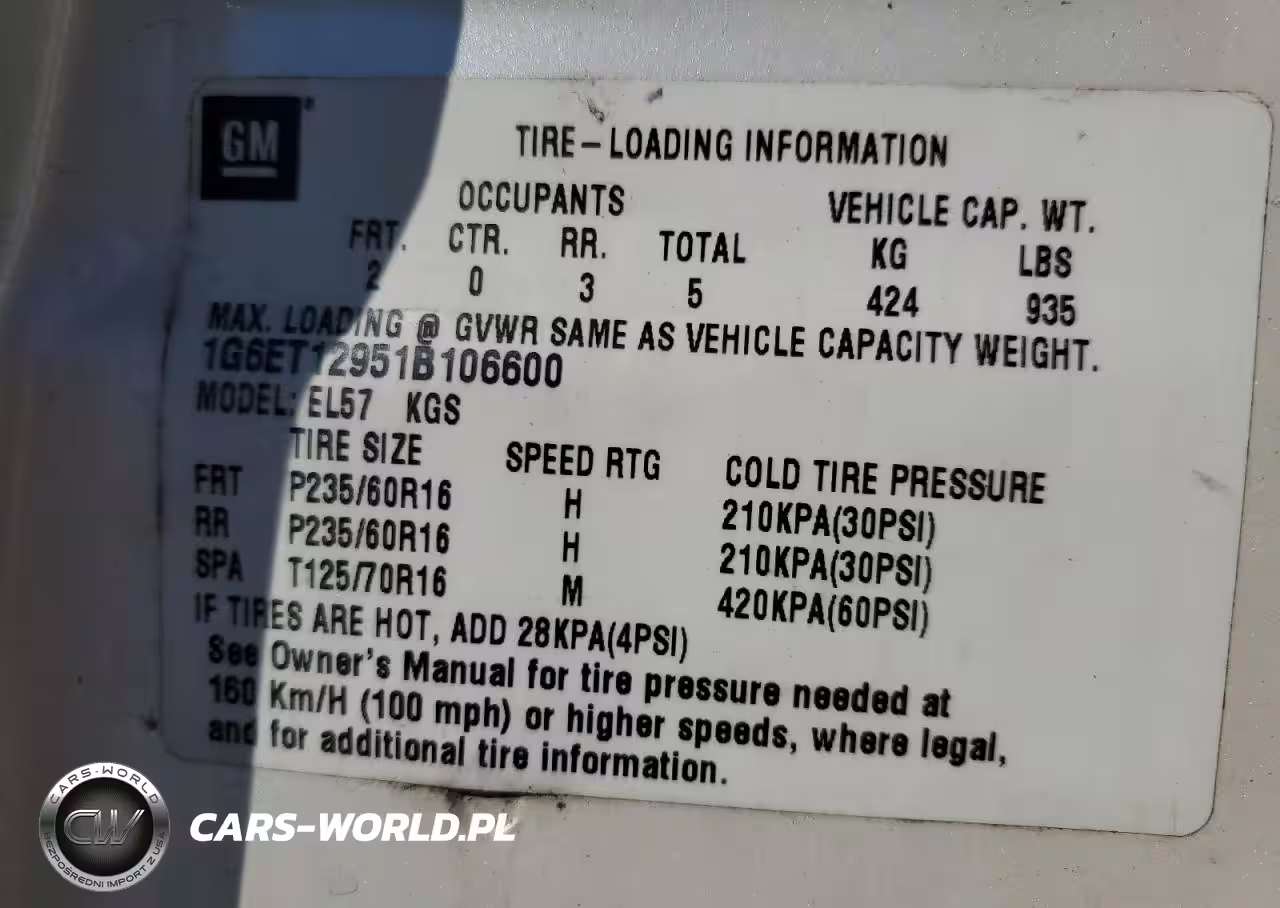 GM
TIRE-LOADING INFORMATION
OCCUPANTS VEHICLE CAP. WT.
FRT. CTR. RR. TOTAL KG LBS
2 0 3 5 424 935
MAX. LOADING @ GVWR SAME AS VEHICLE CAPACITY WEIGHT.
1G6ET12951B106600
MODEL: EL57 KGS
TIRE SIZE SPEED RTG COLD TIRE PRESSURE
FRT P235/60R16 H 210KPA(30PSI)
RR P235/60R16 H 210KPA(30PSI)
SPA T125/70R16 M 420KPA(60PSI)
IF TIRES ARE HOT, ADD 28KPA(4PSI)
See Owner's Manual for tire pressure needed at
160 Km/H (100 mph) or higher speeds, where legal,
and for additional tire information.
CARS-WORLD
CW
BEZPOŚREDNI IMPORT Z USA
CARS-WORLD.PL